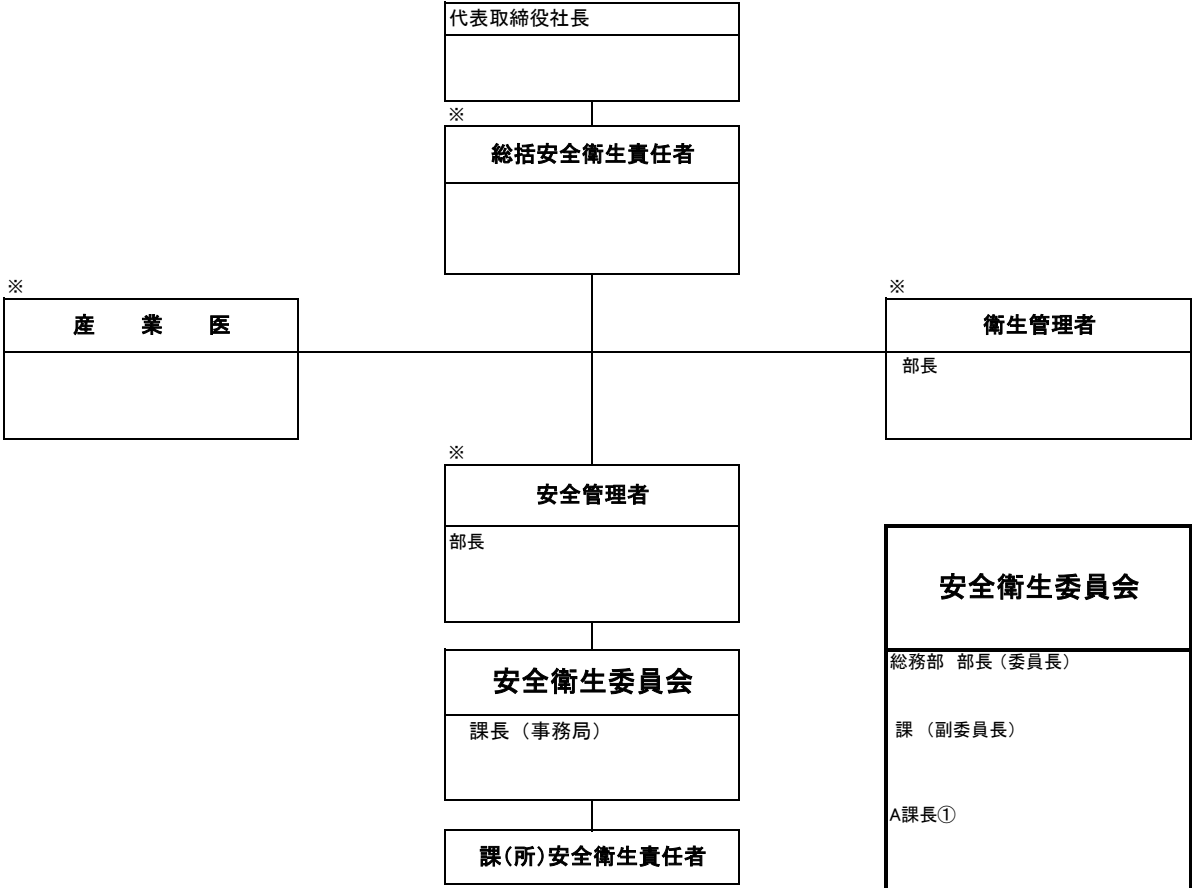 代表取締役社長
※
総括安全衛生責任者
※
産　業　医
※
衛生管理者
部長
※
安全管理者
部長
安全衛生委員会
課長（事務局）
課（所）安全衛生責任者
安全衛生委員会
総務部 部長（委員長）
課 （副委員長）
A課長①